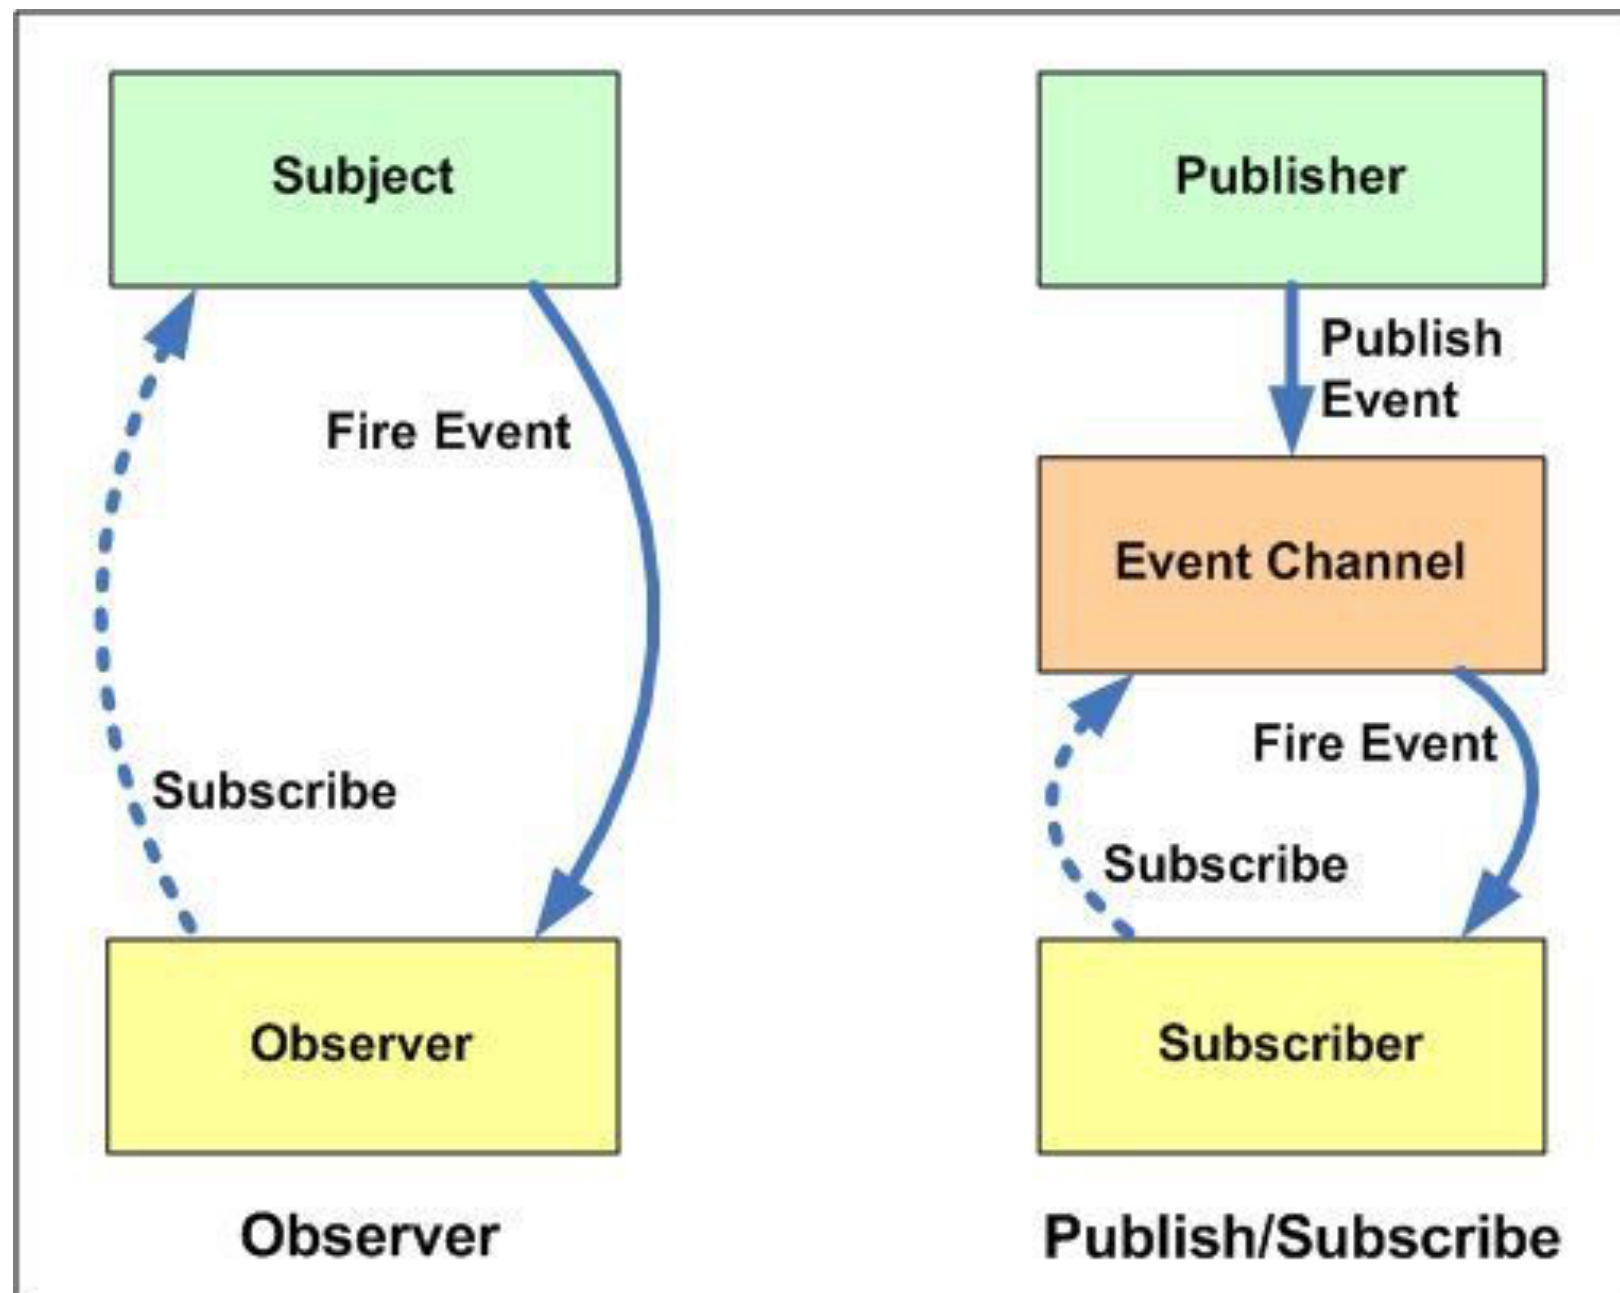 Subject
Fire Event
Subscribe
Observer
Observer
Publisher
Publish
Event
Event Channel
Fire Event
Subscribe
Subscriber
Publish/Subscribe